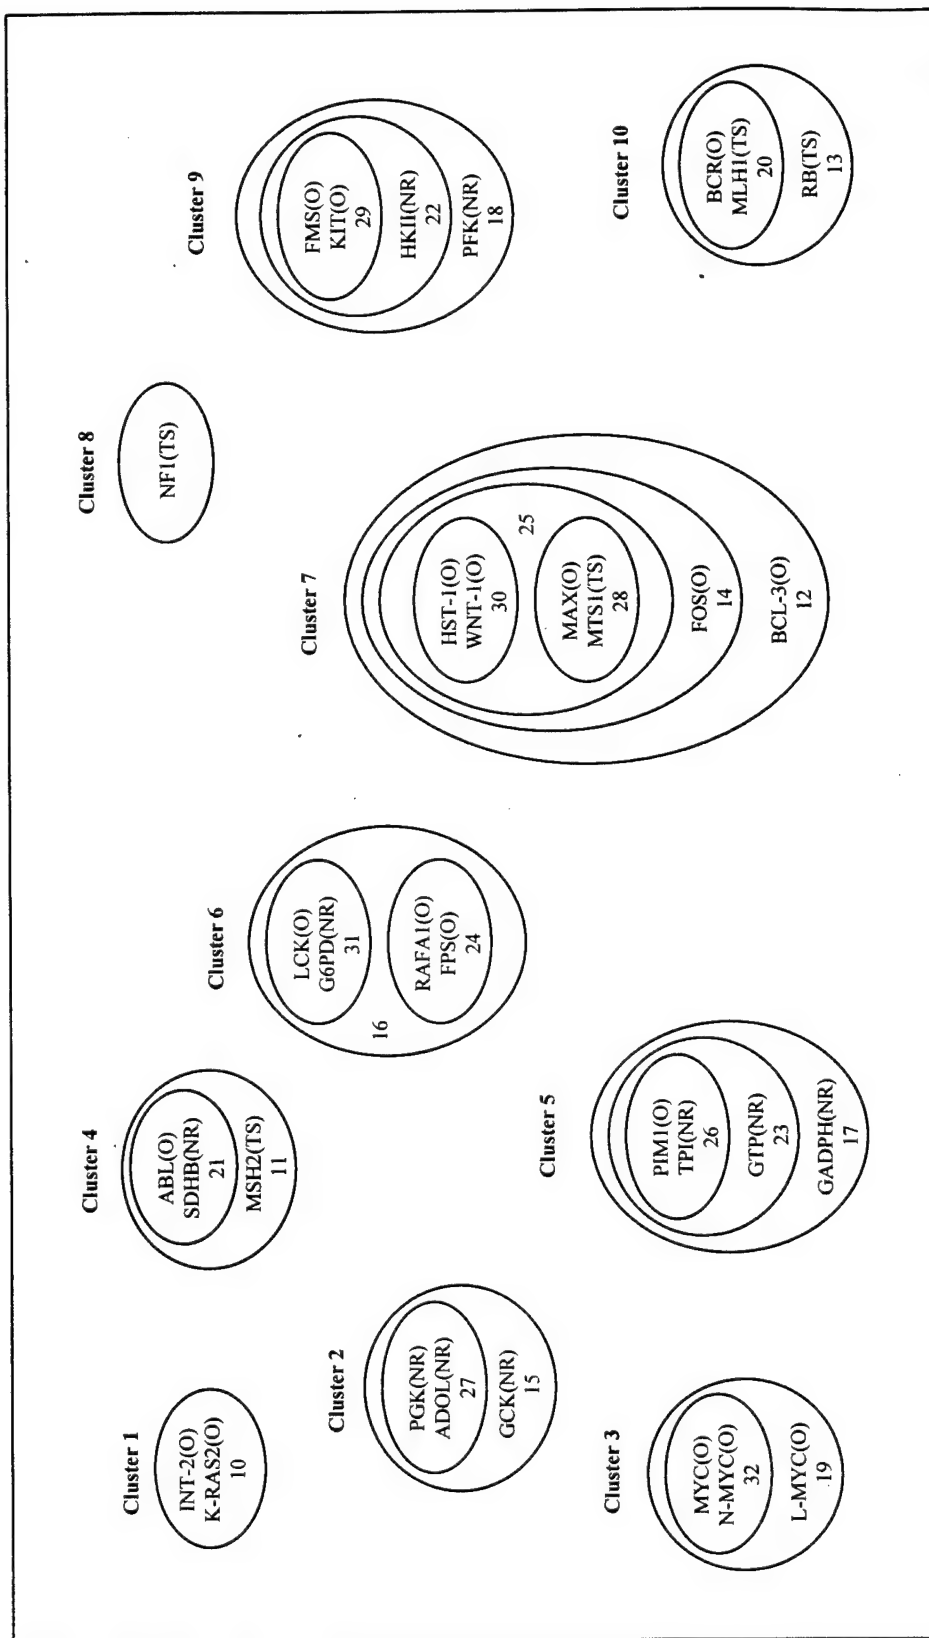 Cluster 1
INT-2(O)
K-RAS2(O)
10
Cluster 2
PGK(NR)
ADOL(NR)
27
GCK(NR)
15
Cluster 3
MYC(O)
N-MYC(O)
32
L-MYC(O)
19
Cluster 4
ABL(O)
SDHB(NR)
21
MSH2(TS)
11
Cluster 5
PIM1(O)
TPI(NR)
26
GTP(NR)
23
GADPH(NR)
17
Cluster 6
LCK(O)
G6PD(NR)
31
16
RAFA1(O)
FPS(O)
24
Cluster 7
HST-1(O)
WNT-1(O)
30
25
MAX(O)
MTS1(TS)
28
FOS(O)
14
BCL-3(O)
12
Cluster 8
NF1(TS)
Cluster 9
FMS(O)
KIT(O)
29
HKII(NR)
22
PFK(NR)
18
Cluster 10
BCR(O)
MLH1(TS)
20
RB(TS)
13